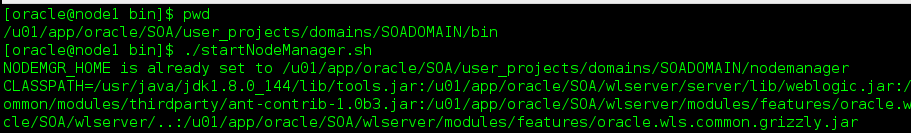 [oracle@node1 bin]$ pwd
/u01/app/oracle/SOA/user_projects/domains/SOADOMAIN/bin
[oracle@node1 bin]$ ./startNodeManager.sh
NODEMGR_HOME is already set to /u01/app/oracle/SOA/user_projects/domains/SOADOMAIN/nodemanager
CLASSPATH=/usr/java/jdk1.8.0_144/lib/tools.jar:/u01/app/oracle/SOA/wlserver/server/lib/weblogic.jar:/
ommon/modules/thirdparty/ant-contrib-1.0b3.jar:/u01/app/oracle/SOA/wlserver/modules/features/oracle.w
cle/SOA/wlserver/..:/u01/app/oracle/SOA/wlserver/modules/features/oracle.wls.common.grizzly.jar